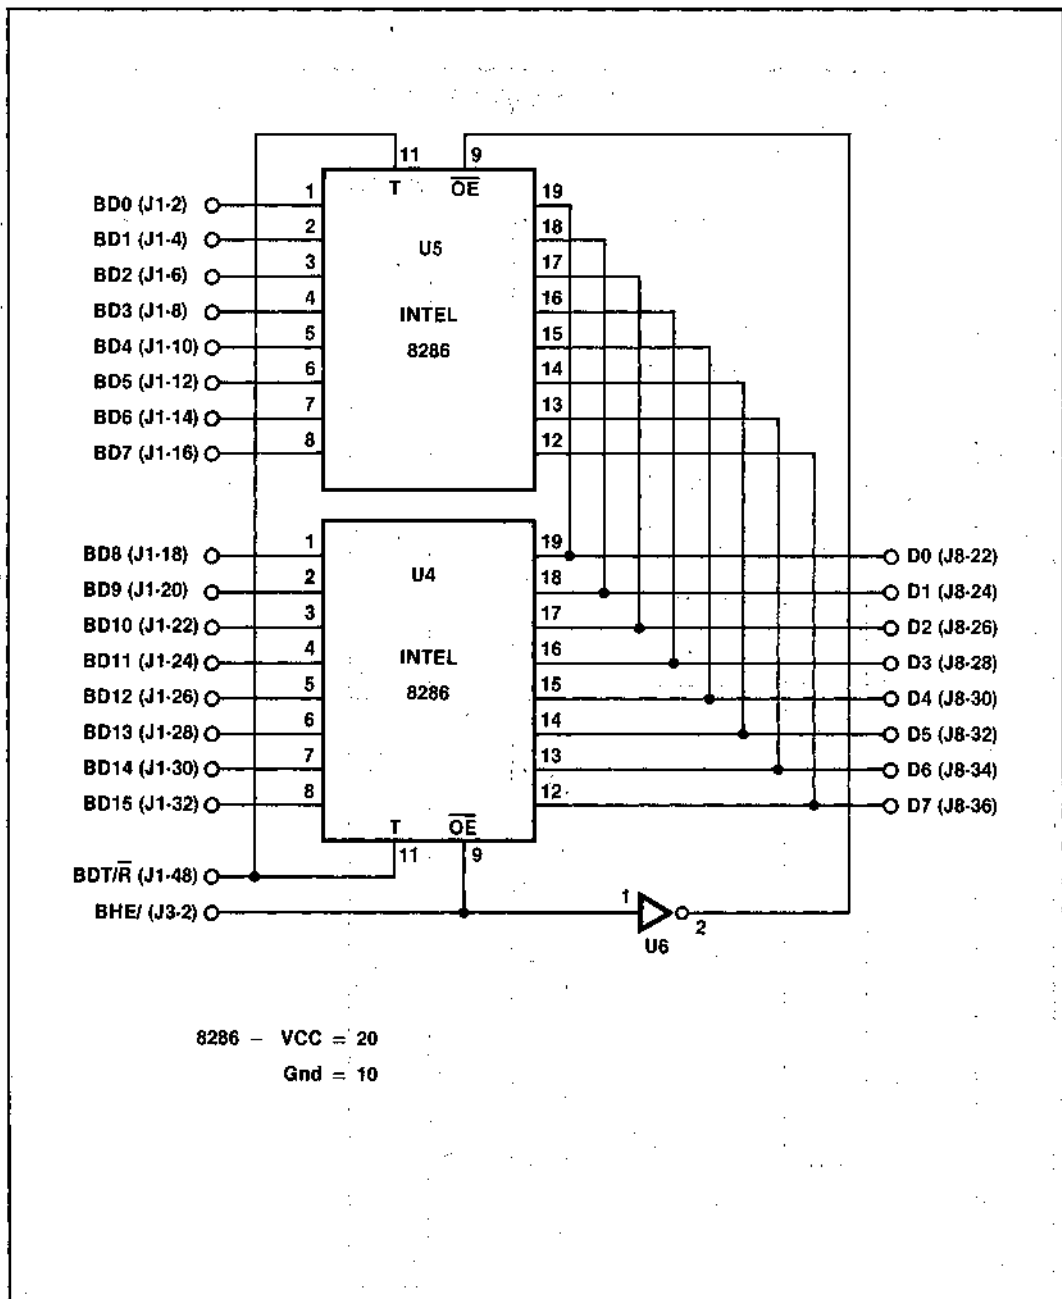 11 9
T O̅E̅
BD0 (J1-2) 1 19
BD1 (J1-4) 2 18
U5
BD2 (J1-6) 3 17
BD3 (J1-8) 4 INTEL 16
BD4 (J1-10) 5 8286 15
BD5 (J1-12) 6 14
BD6 (J1-14) 7 13
BD7 (J1-16) 8 12
BD8 (J1-18) 1 19 D0 (J8-22)
U4
BD9 (J1-20) 2 18 D1 (J8-24)
BD10 (J1-22) 3 17 D2 (J8-26)
BD11 (J1-24) 4 INTEL 16 D3 (J8-28)
BD12 (J1-26) 5 8286 15 D4 (J8-30)
BD13 (J1-28) 6 14 D5 (J8-32)
BD14 (J1-30) 7 13 D6 (J8-34)
BD15 (J1-32) 8 12 D7 (J8-36)
T O̅E̅
11 9
BDT/R̅ (J1-48)
BHE/ (J3-2) 1 2
U6
8286 – VCC = 20
Gnd = 10